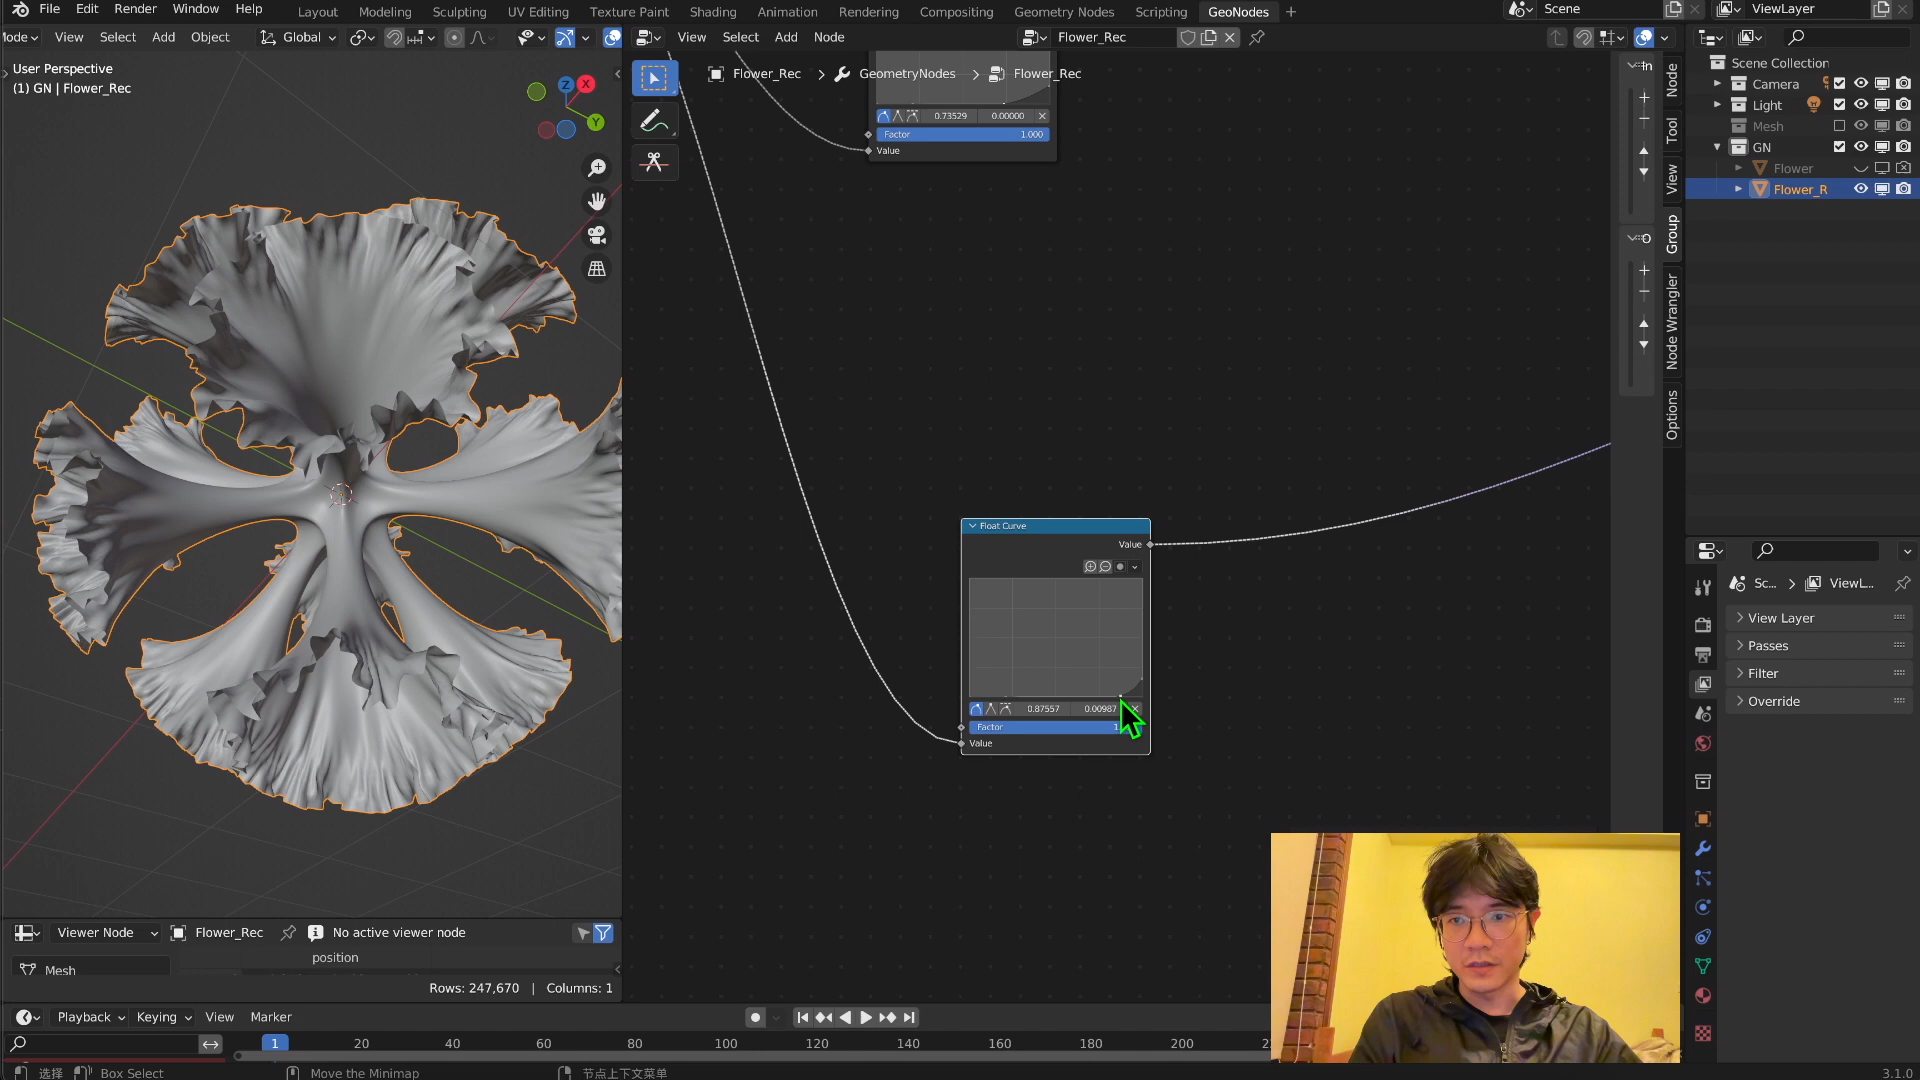 File Edit Render Window Help Layout Modeling Sculpting UV Editing Texture Paint Shading Animation Rendering Compositing Geometry Nodes Scripting GeoNodes + Scene ViewLayer
View Select Add Object Global View Select Add Node Flower_Rec
User Perspective
(1) GN | Flower_Rec
Z X Y
Flower_Rec > GeometryNodes > Flower_Rec
0.73529 0.00000
Factor 1.000
Value
Float Curve
Value
0.87557 0.00987
Factor
Value
Node
Tool
View
Group
Node Wrangler
Options
Scene Collection
Camera
Light
Mesh
GN
Flower
Flower_R
Sc... > ViewL...
View Layer
Passes
Filter
Override
Viewer Node Flower_Rec No active viewer node
position
Mesh
Rows: 247,670 | Columns: 1
Playback Keying View Marker
1 20 40 60 80 100 120 140 160 180 200
选择 Box Select Move the Minimap 节点上下文菜单 3.1.0